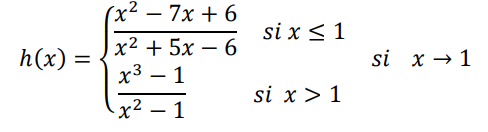 h(x) = { (x² − 7x + 6)/(x² + 5x − 6) si x ≤ 1
(x³ − 1)/(x² − 1) si x > 1
si x → 1